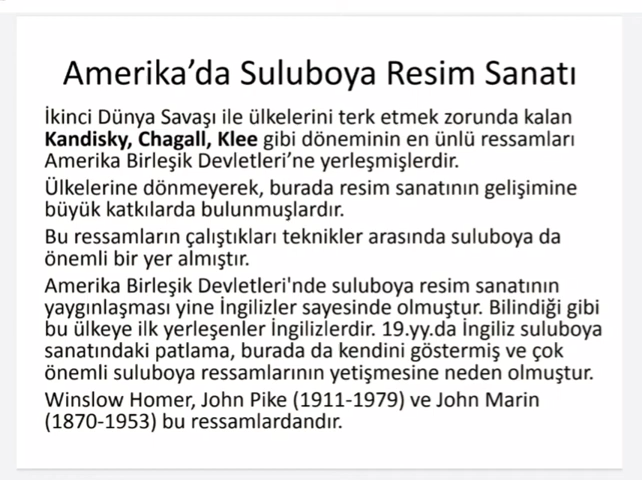 Amerika’da Suluboya Resim Sanatı
İkinci Dünya Savaşı ile ülkelerini terk etmek zorunda kalan
Kandisky, Chagall, Klee gibi döneminin en ünlü ressamları
Amerika Birleşik Devletleri’ne yerleşmişlerdir.
Ülkelerine dönmeyerek, burada resim sanatının gelişimine
büyük katkılarda bulunmuşlardır.
Bu ressamların çalıştıkları teknikler arasında suluboya da
önemli bir yer almıştır.
Amerika Birleşik Devletleri'nde suluboya resim sanatının
yaygınlaşması yine İngilizler sayesinde olmuştur. Bilindiği gibi
bu ülkeye ilk yerleşenler İngilizlerdir. 19.yy.da İngiliz suluboya
sanatındaki patlama, burada da kendini göstermiş ve çok
önemli suluboya ressamlarının yetişmesine neden olmuştur.
Winslow Homer, John Pike (1911-1979) ve John Marin
(1870-1953) bu ressamlardandır.